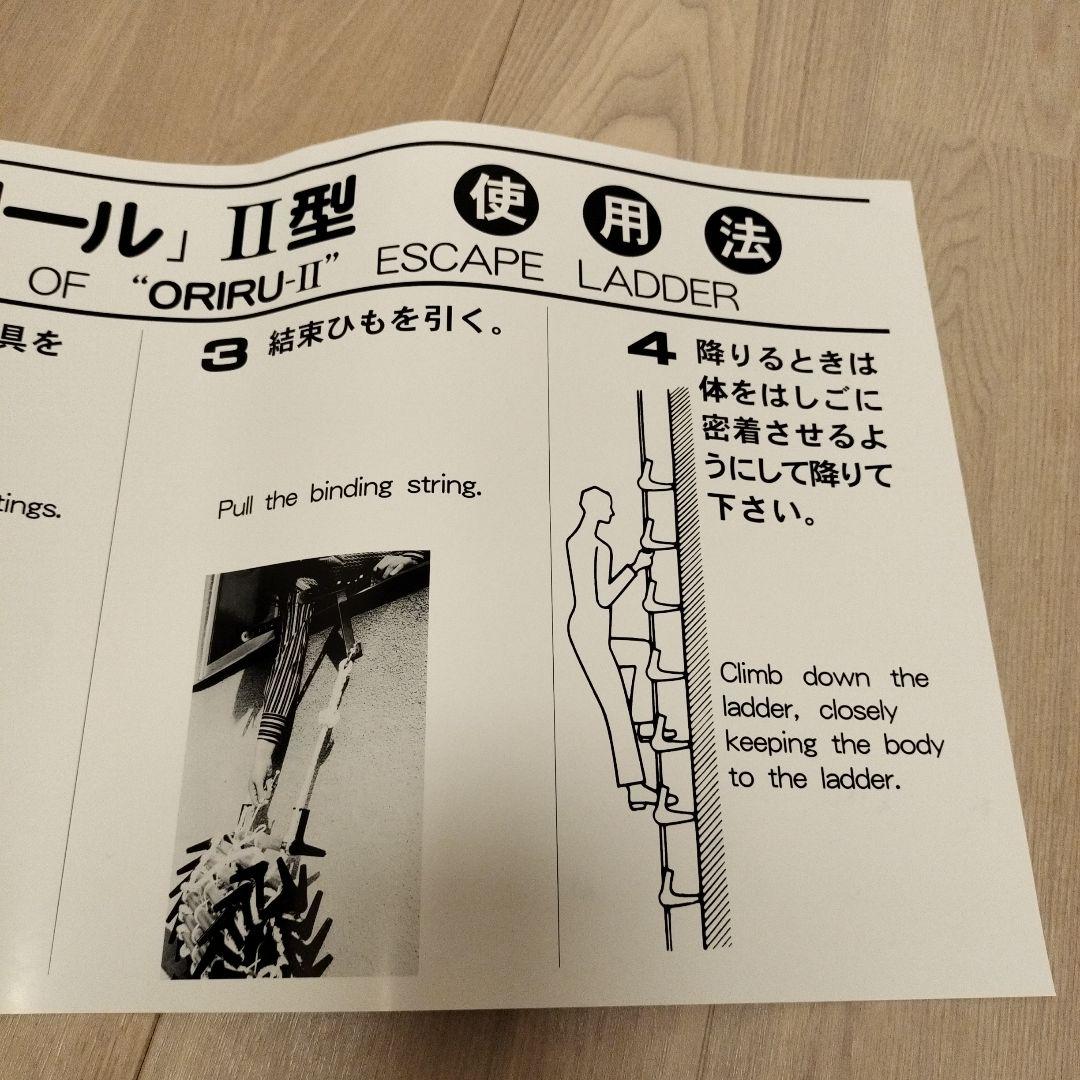 ール」II型 使用法
OF “ORIRU-II” ESCAPE LADDER
具を
tings.
3 結束ひもを引く。
Pull the binding string.
4 降りるときは
体をはしごに
密着させるよ
うにして降りて
下さい。
Climb down the
ladder, closely
keeping the body
to the ladder.